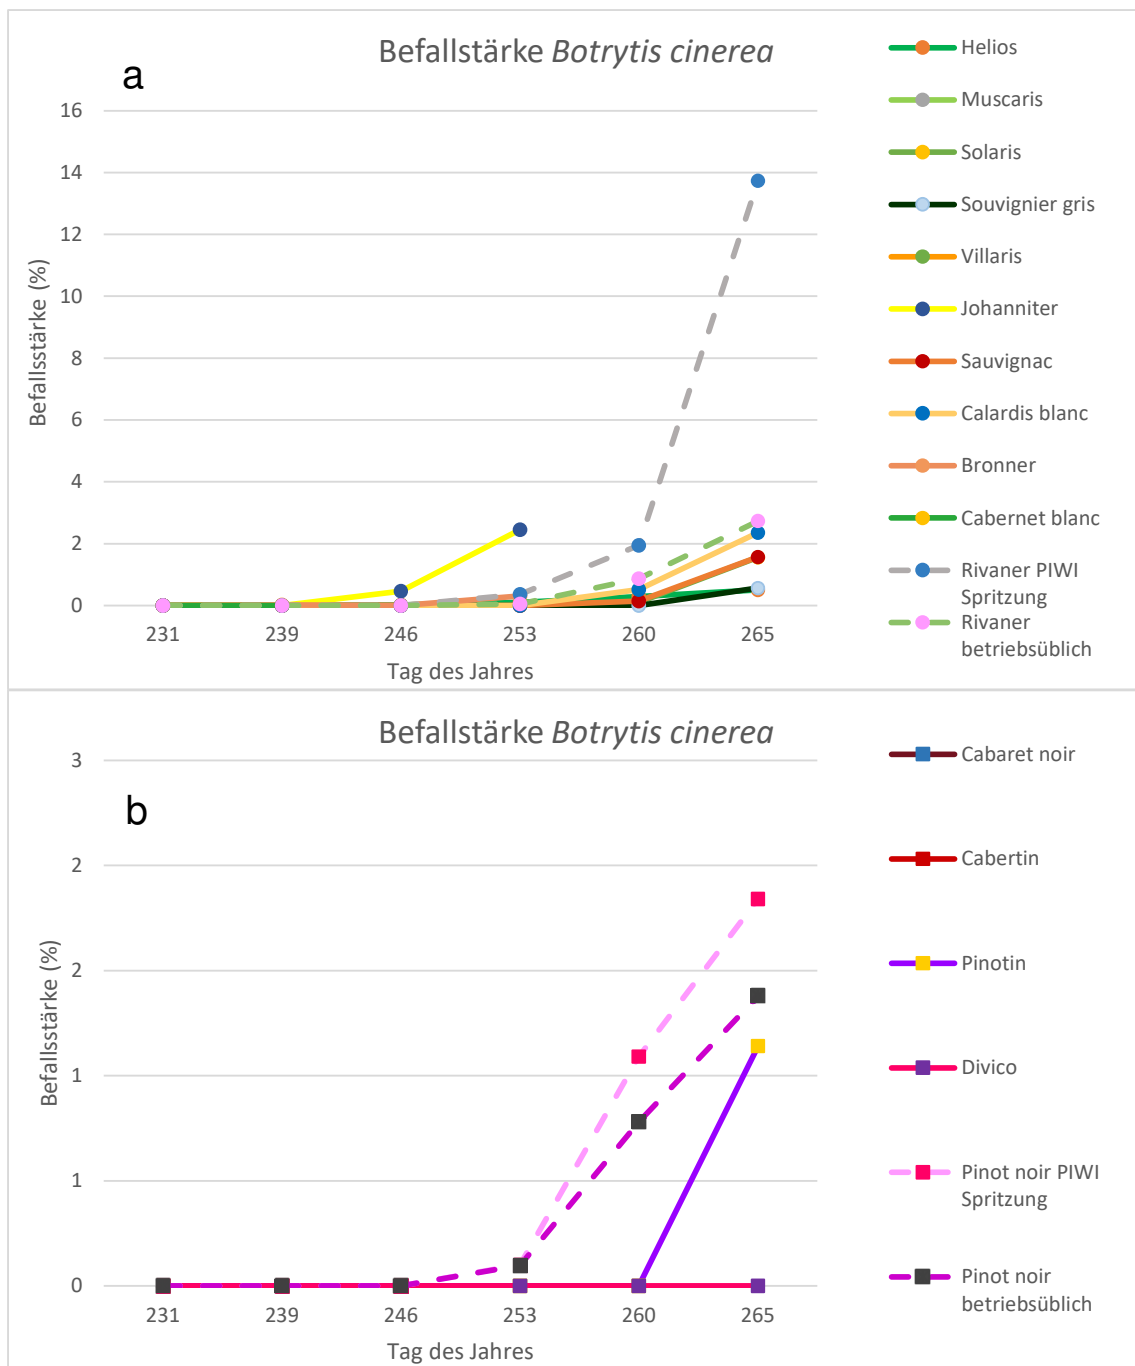 Befallstärke Botrytis cinerea
a
16
14
12
10
8
6
4
2
0
Befallsstärke (%)
231 239 246 253 260 265
Tag des Jahres
Helios
Muscaris
Solaris
Souvignier gris
Villaris
Johanniter
Sauvignac
Calardis blanc
Bronner
Cabernet blanc
Rivaner PIWI
Spritzung
Rivaner
betriebsüblich
Befallstärke Botrytis cinerea
b
3
2
2
1
1
0
Befallsstärke (%)
231 239 246 253 260 265
Tag des Jahres
Cabaret noir
Cabertin
Pinotin
Divico
Pinot noir PIWI
Spritzung
Pinot noir
betriebsüblich